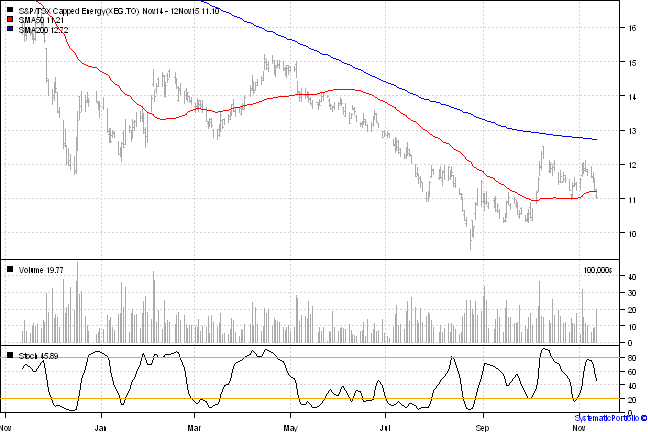 S&P/TSX Capped Energy(XEG.TO) Nov14 - 12Nov15 11.10
SMA50 11.21
SMA200 12.72
16
15
14
13
12
11
10
Volume 19.77
100,000s
40
30
20
10
0
Stoch 45.89
80
60
40
20
0
Nov
Jan
Mar
May
Jul
Sep
Nov
SystematicPortfolio ©